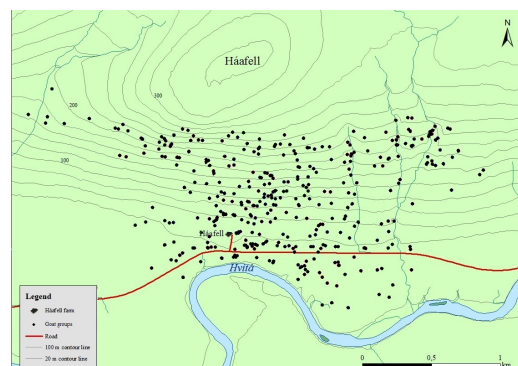 N
Háafell
300
200
100
Háafell
Hvítá
Legend
Háafell farm
Goat groups
Road
100 m contour line
20 m contour line
0 0,5 1
km